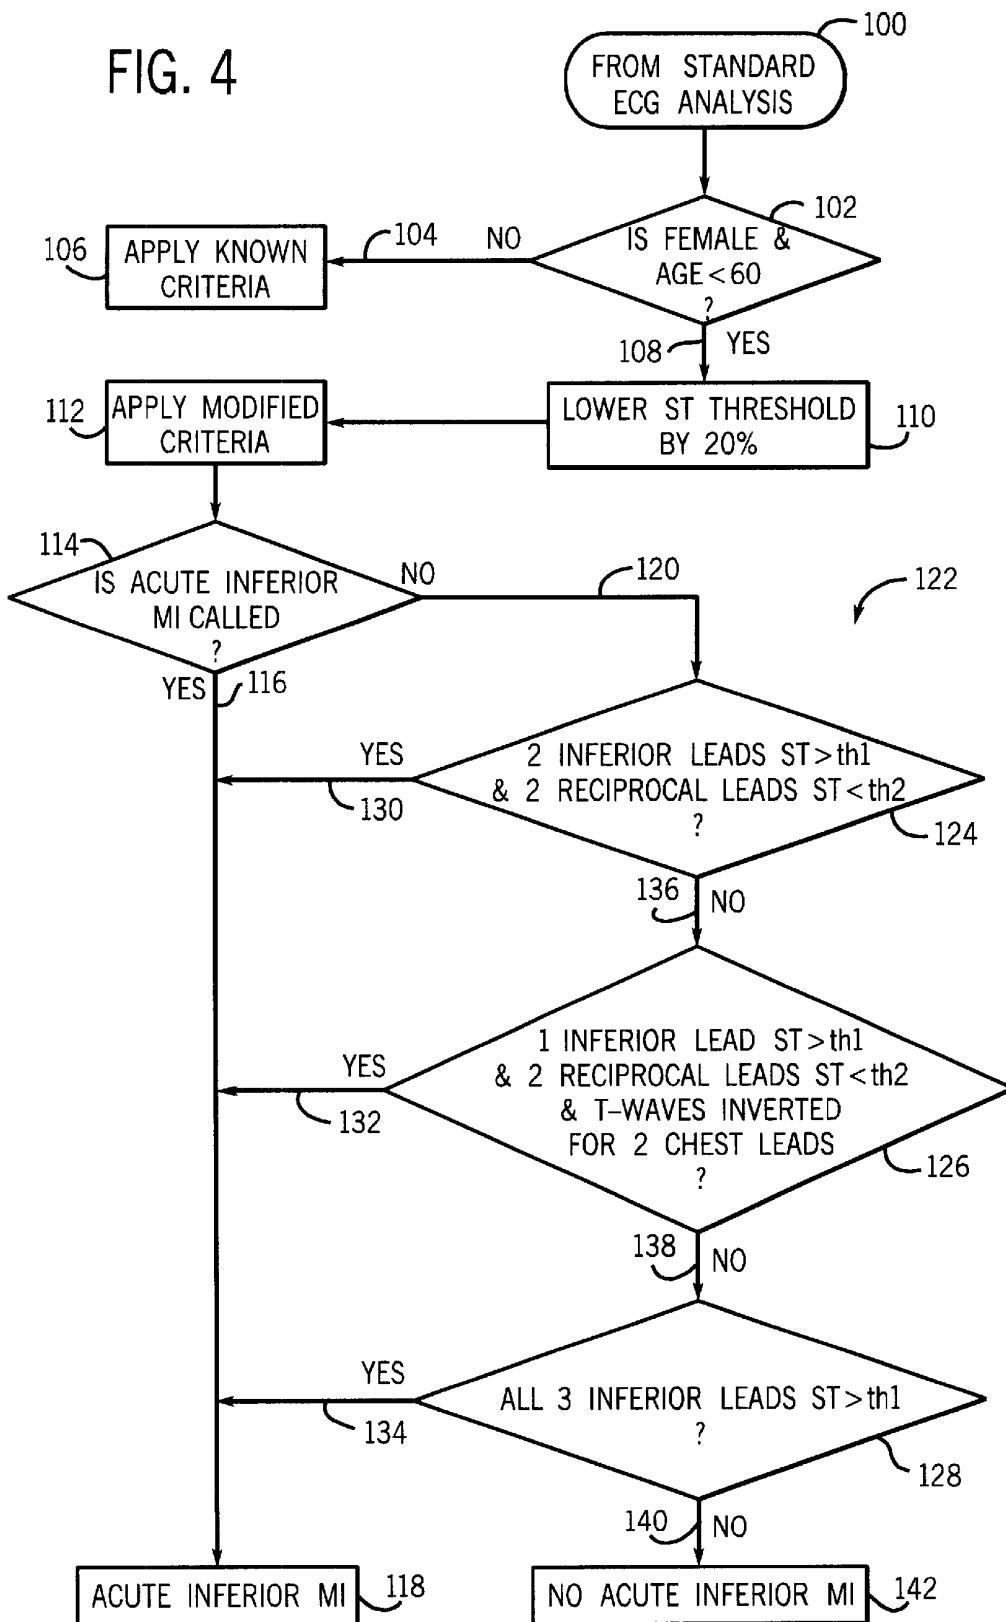 FIG. 4
100
FROM STANDARD
ECG ANALYSIS
102
IS FEMALE &
AGE<60
?
NO
104
106
APPLY KNOWN
CRITERIA
108
YES
LOWER ST THRESHOLD
BY 20%
110
112
APPLY MODIFIED
CRITERIA
114
IS ACUTE INFERIOR
MI CALLED
?
NO
120
122
YES
116
2 INFERIOR LEADS ST>th1
& 2 RECIPROCAL LEADS ST<th2
?
YES
130
124
136
NO
1 INFERIOR LEAD ST>th1
& 2 RECIPROCAL LEADS ST<th2
& T-WAVES INVERTED
FOR 2 CHEST LEADS
?
YES
132
126
138
NO
ALL 3 INFERIOR LEADS ST>th1
?
YES
134
128
140
NO
ACUTE INFERIOR MI
118
NO ACUTE INFERIOR MI
142